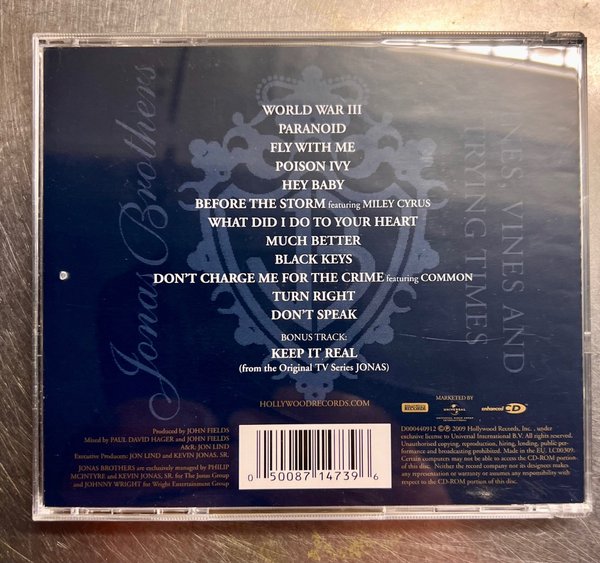 Jonas Brothers
LINES, VINES AND
TRYING TIMES
WORLD WAR III
PARANOID
FLY WITH ME
POISON IVY
HEY BABY
BEFORE THE STORM featuring MILEY CYRUS
WHAT DID I DO TO YOUR HEART
MUCH BETTER
BLACK KEYS
DON'T CHARGE ME FOR THE CRIME featuring COMMON
TURN RIGHT
DON'T SPEAK
BONUS TRACK:
KEEP IT REAL
(from the Original TV Series JONAS)
HOLLYWOODRECORDS.COM
Produced by JOHN FIELDS
Mixed by PAUL DAVID HAGER and JOHN FIELDS
A&R: JON LIND
Executive Producers: JON LIND and KEVIN JONAS, SR.
JONAS BROTHERS are exclusively managed by PHILIP
MCINTYRE and KEVIN JONAS, SR. for The Jonas Group
and JOHNNY WRIGHT for Wright Entertainment Group
0 50087 14739 6
MARKETED BY
RECORDS
UNIVERSAL
enhanced CD
D000440912 ©℗ 2009 Hollywood Records, Inc., under
exclusive license to Universal International B.V. All rights reserved.
Unauthorised copying, reproduction, hiring, lending, public per-
formance and broadcasting prohibited. Made in the EU. LC00309.
Certain computers may not be able to access the CD-ROM portion
of this disc. Neither the record company nor its designees makes
any representation or warranty or assumes any responsibility with
respect to the CD-ROM portion of this disc.